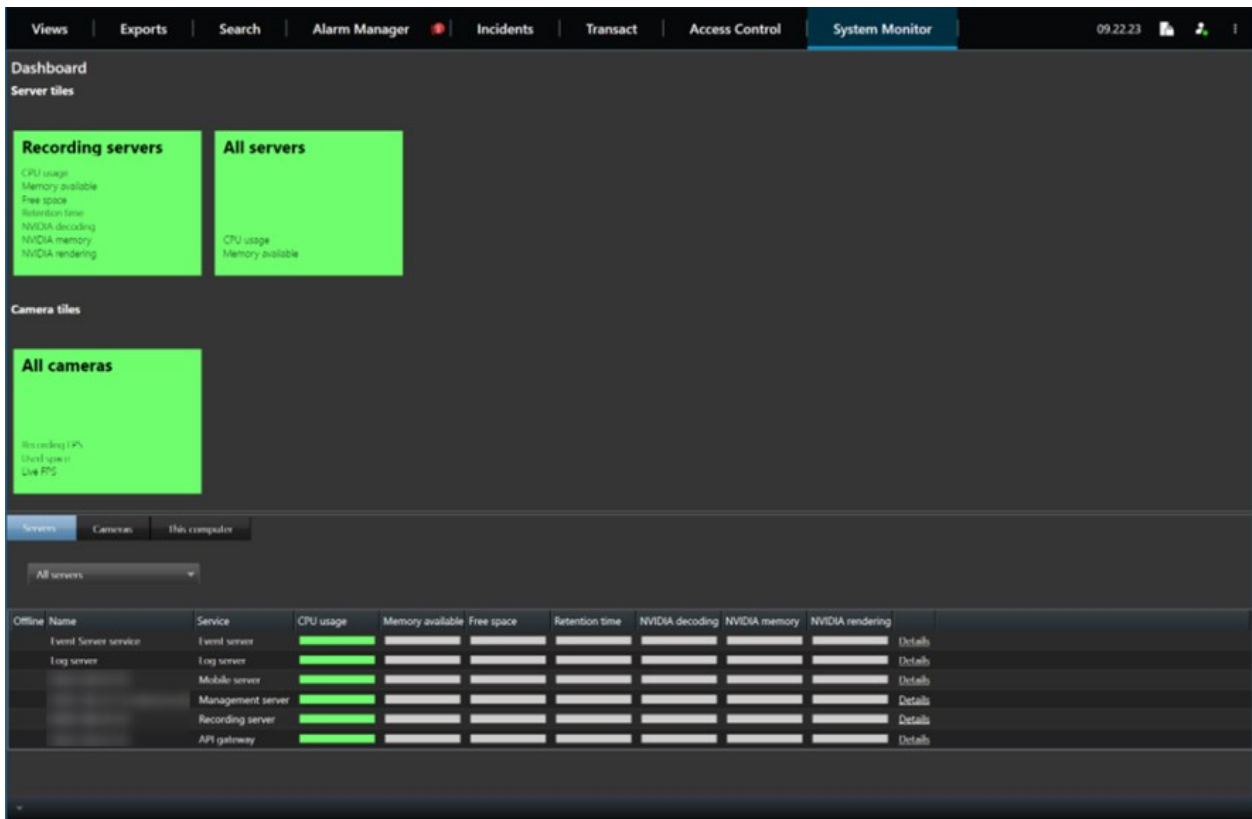 Views Exports Search Alarm Manager Incidents Transact Access Control System Monitor 09.22.23
Dashboard
Server tiles
Recording servers
CPU usage
Memory available
Free space
Retention time
NVIDIA decoding
NVIDIA memory
NVIDIA rendering
All servers
CPU usage
Memory available
Camera tiles
All cameras
Recording FPS
Used space
Live FPS
Servers Cameras This computer
All servers
Offline Name Service CPU usage Memory available Free space Retention time NVIDIA decoding NVIDIA memory NVIDIA rendering
Event Server service Event server Details
Log server Log server Details
Mobile server Details
Management server Details
Recording server Details
API gateway Details